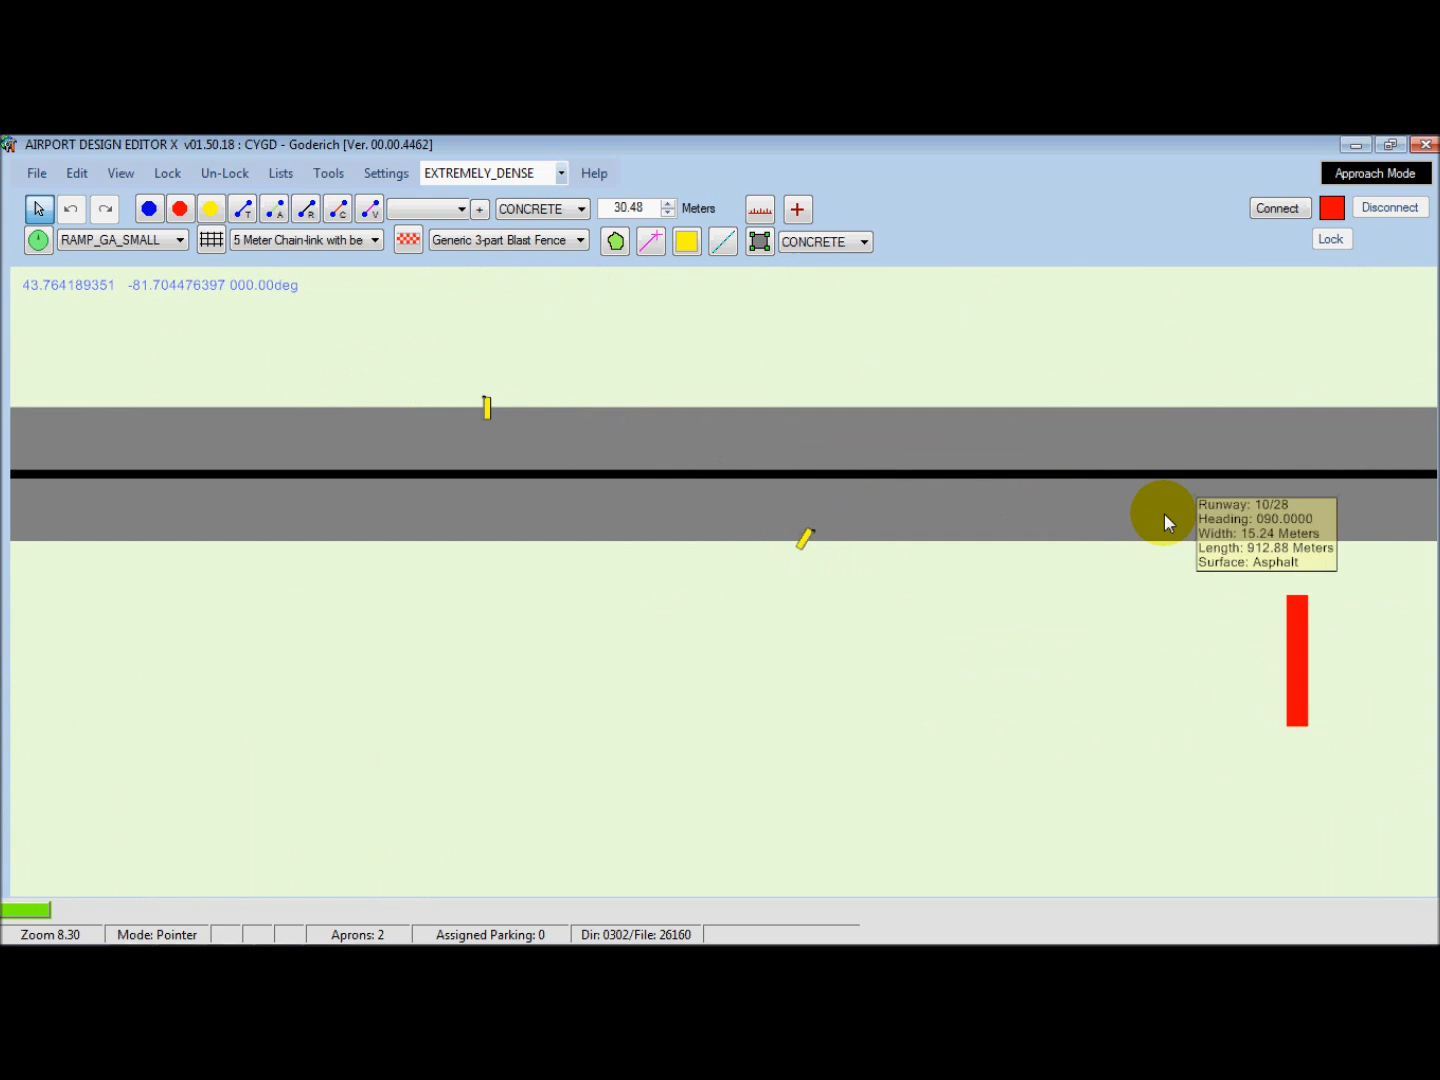 AIRPORT DESIGN EDITOR X v01.50.18 : CYGD - Goderich [Ver. 00.00.4462]
File Edit View Lock Un-Lock Lists Tools Settings EXTREMELY_DENSE Help Approach Mode
T A R C V + CONCRETE 30.48 Meters Connect Disconnect
RAMP_GA_SMALL 5 Meter Chain-link with be Generic 3-part Blast Fence CONCRETE Lock
43.764189351 -81.704476397 000.00deg
Runway: 10/28
Heading: 090.0000
Width: 15.24 Meters
Length: 912.88 Meters
Surface: Asphalt
Zoom 8.30 Mode: Pointer Aprons: 2 Assigned Parking: 0 Dir: 0302/File: 26160